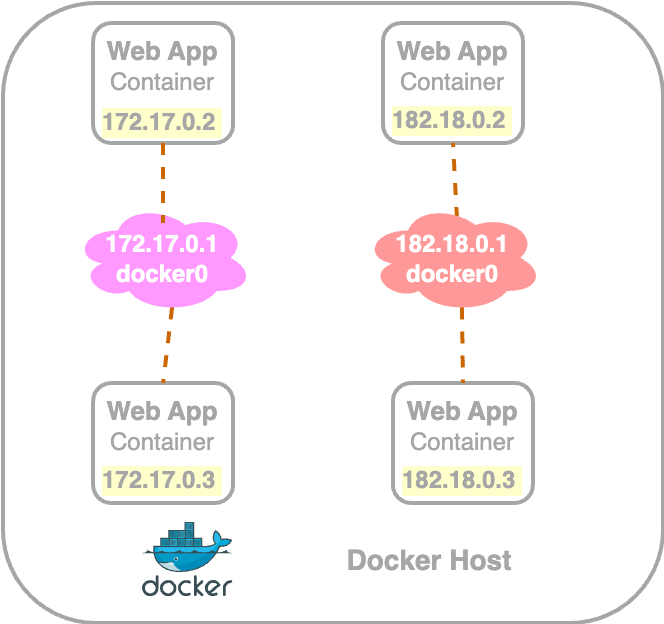 Web App
Container
172.17.0.2
Web App
Container
182.18.0.2
172.17.0.1
docker0
182.18.0.1
docker0
Web App
Container
172.17.0.3
Web App
Container
182.18.0.3
docker
Docker Host